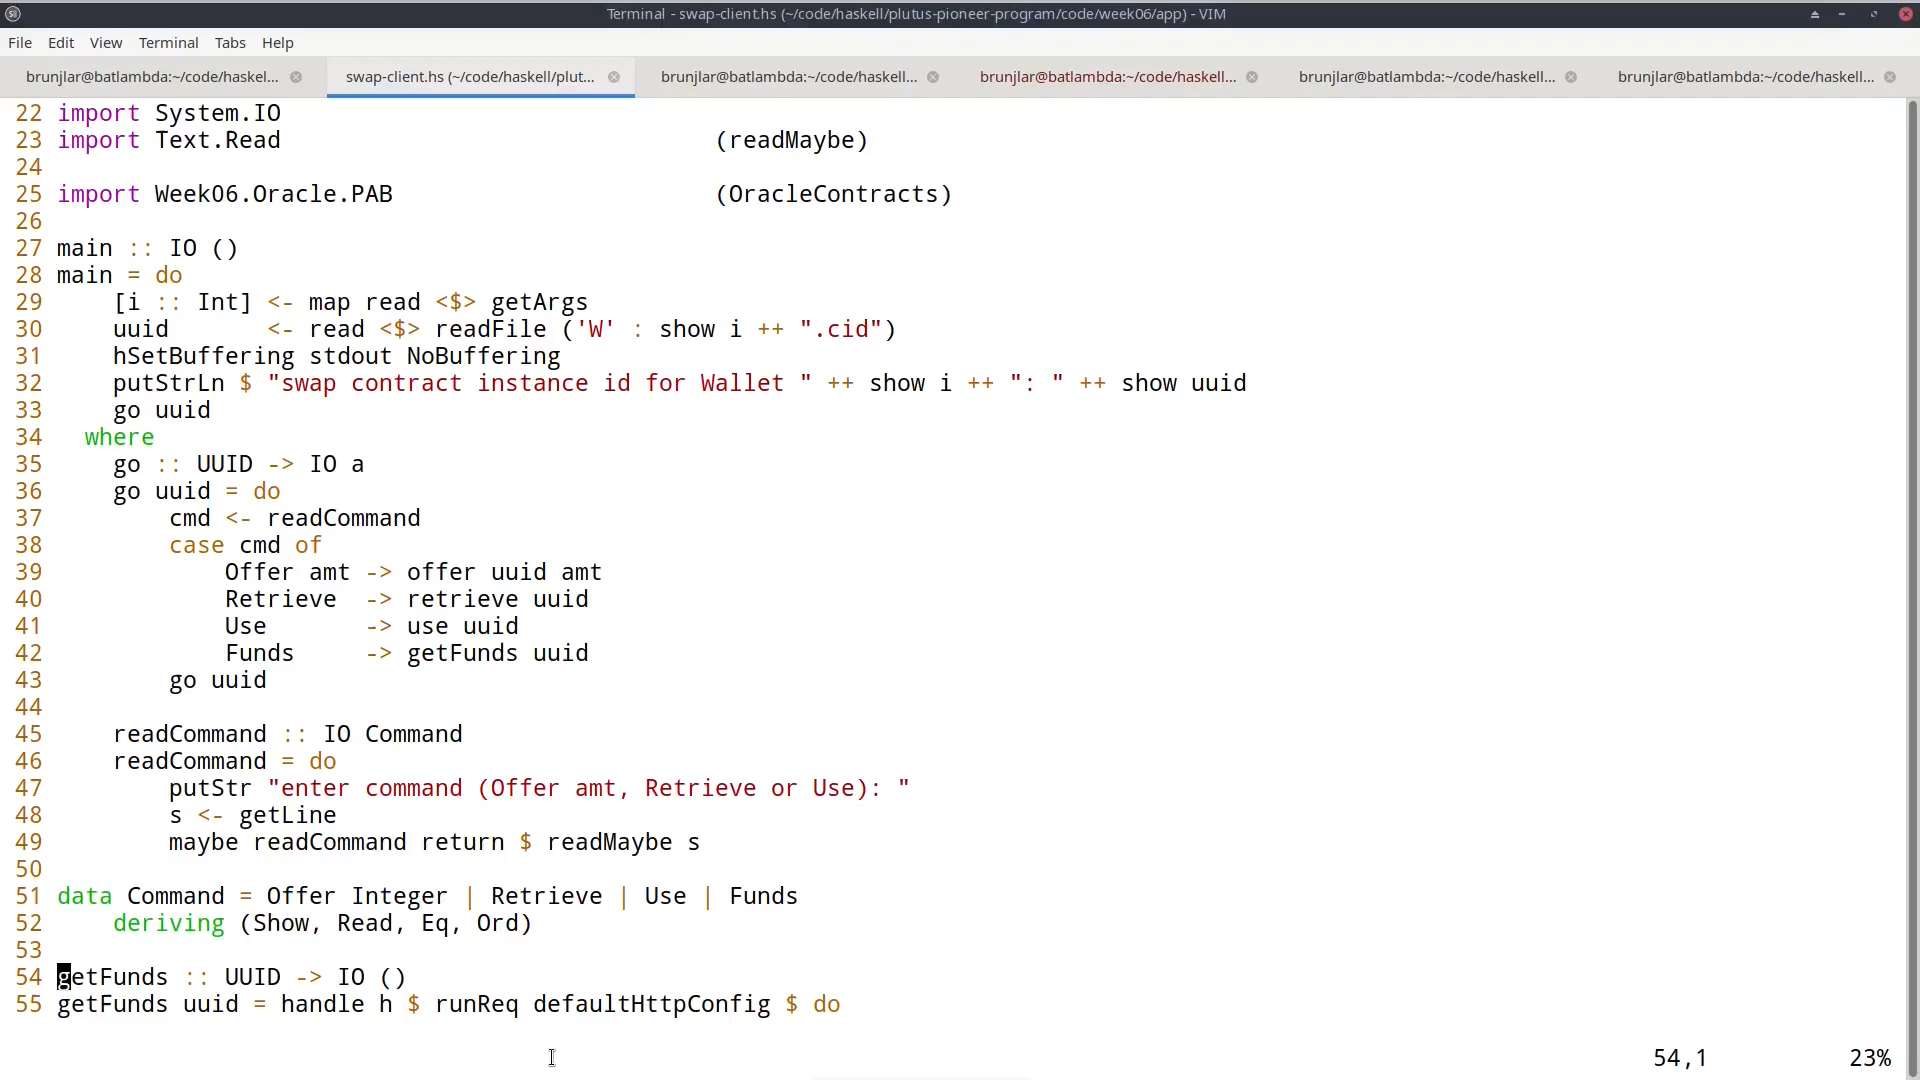 Terminal - swap-client.hs (~/code/haskell/plutus-pioneer-program/code/week06/app) - VIM
File Edit View Terminal Tabs Help
brunjlar@batlambda:~/code/haskel... swap-client.hs (~/code/haskell/plut... brunjlar@batlambda:~/code/haskell... brunjlar@batlambda:~/code/haskell... brunjlar@batlambda:~/code/haskell... brunjlar@batlambda:~/code/haskell...
22 import System.IO
23 import Text.Read                               (readMaybe)
24
25 import Week06.Oracle.PAB                       (OracleContracts)
26
27 main :: IO ()
28 main = do
29     [i :: Int] <- map read <$> getArgs
30     uuid       <- read <$> readFile ('W' : show i ++ ".cid")
31     hSetBuffering stdout NoBuffering
32     putStrLn $ "swap contract instance id for Wallet " ++ show i ++ ": " ++ show uuid
33     go uuid
34   where
35     go :: UUID -> IO a
36     go uuid = do
37         cmd <- readCommand
38         case cmd of
39             Offer amt -> offer uuid amt
40             Retrieve  -> retrieve uuid
41             Use       -> use uuid
42             Funds     -> getFunds uuid
43         go uuid
44
45     readCommand :: IO Command
46     readCommand = do
47         putStr "enter command (Offer amt, Retrieve or Use): "
48         s <- getLine
49         maybe readCommand return $ readMaybe s
50
51 data Command = Offer Integer | Retrieve | Use | Funds
52     deriving (Show, Read, Eq, Ord)
53
54 getFunds :: UUID -> IO ()
55 getFunds uuid = handle h $ runReq defaultHttpConfig $ do
54,1 23%